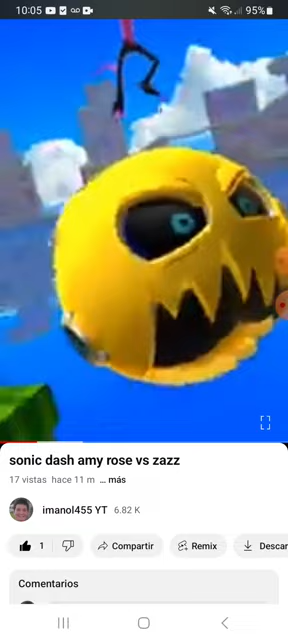 10:05 95%
sonic dash amy rose vs zazz
17 vistas hace 11 m ... más
imanol455 YT 6.82 K
1 Compartir Remix Descar
Comentarios